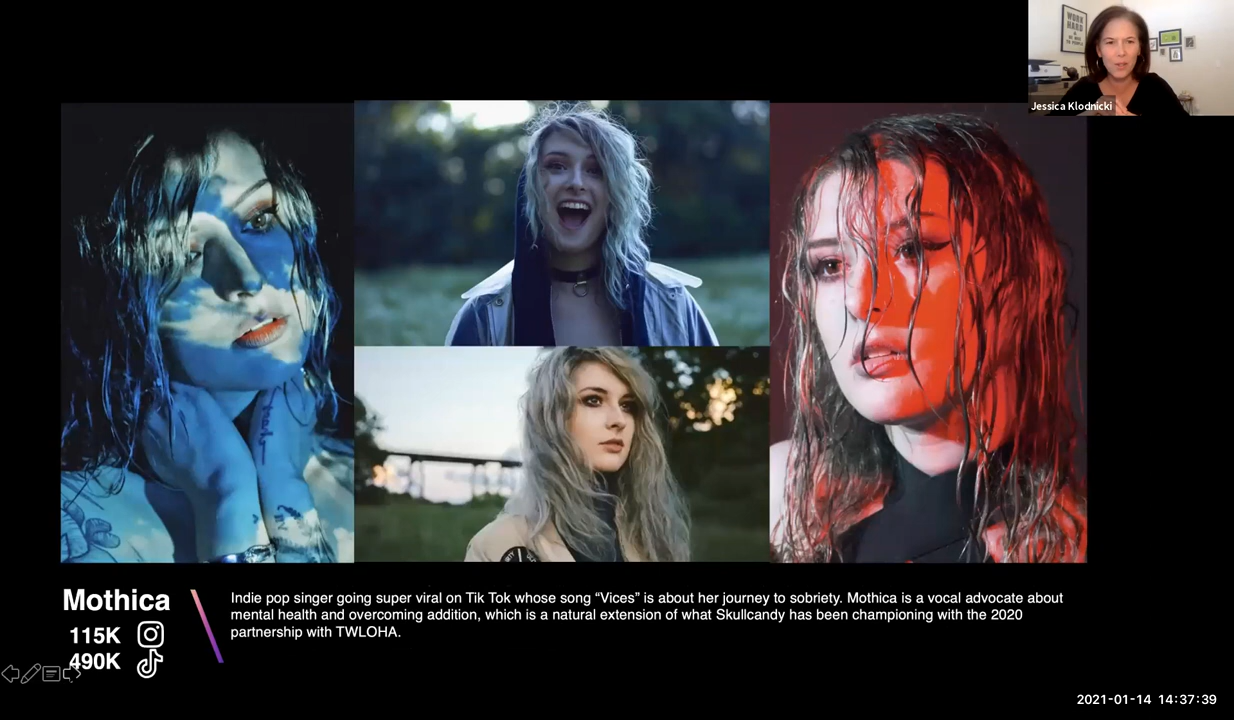 WORK
HARD
Jessica Klodnicki
Mothica
115K
490K
Indie pop singer going super viral on Tik Tok whose song “Vices” is about her journey to sobriety. Mothica is a vocal advocate about
mental health and overcoming addition, which is a natural extension of what Skullcandy has been championing with the 2020
partnership with TWLOHA.
2021-01-14 14:37:39